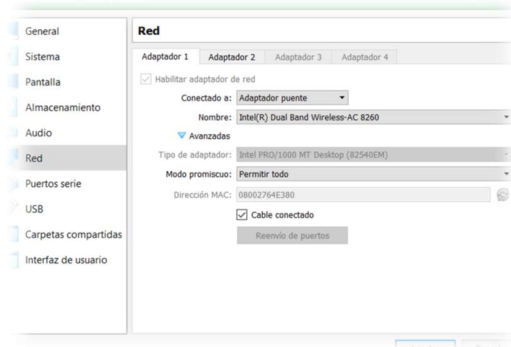 General
Sistema
Pantalla
Almacenamiento
Audio
Red
Puertos serie
USB
Carpetas compartidas
Interfaz de usuario
Red
Adaptador 1 Adaptador 2 Adaptador 3 Adaptador 4
Habilitar adaptador de red
Conectado a: Adaptador puente
Nombre: Intel(R) Dual Band Wireless-AC 8260
Avanzadas
Tipo de adaptador: Intel PRO/1000 MT Desktop (82540EM)
Modo promiscuo: Permitir todo
Dirección MAC: 08002764E380
Cable conectado
Reenvío de puertos